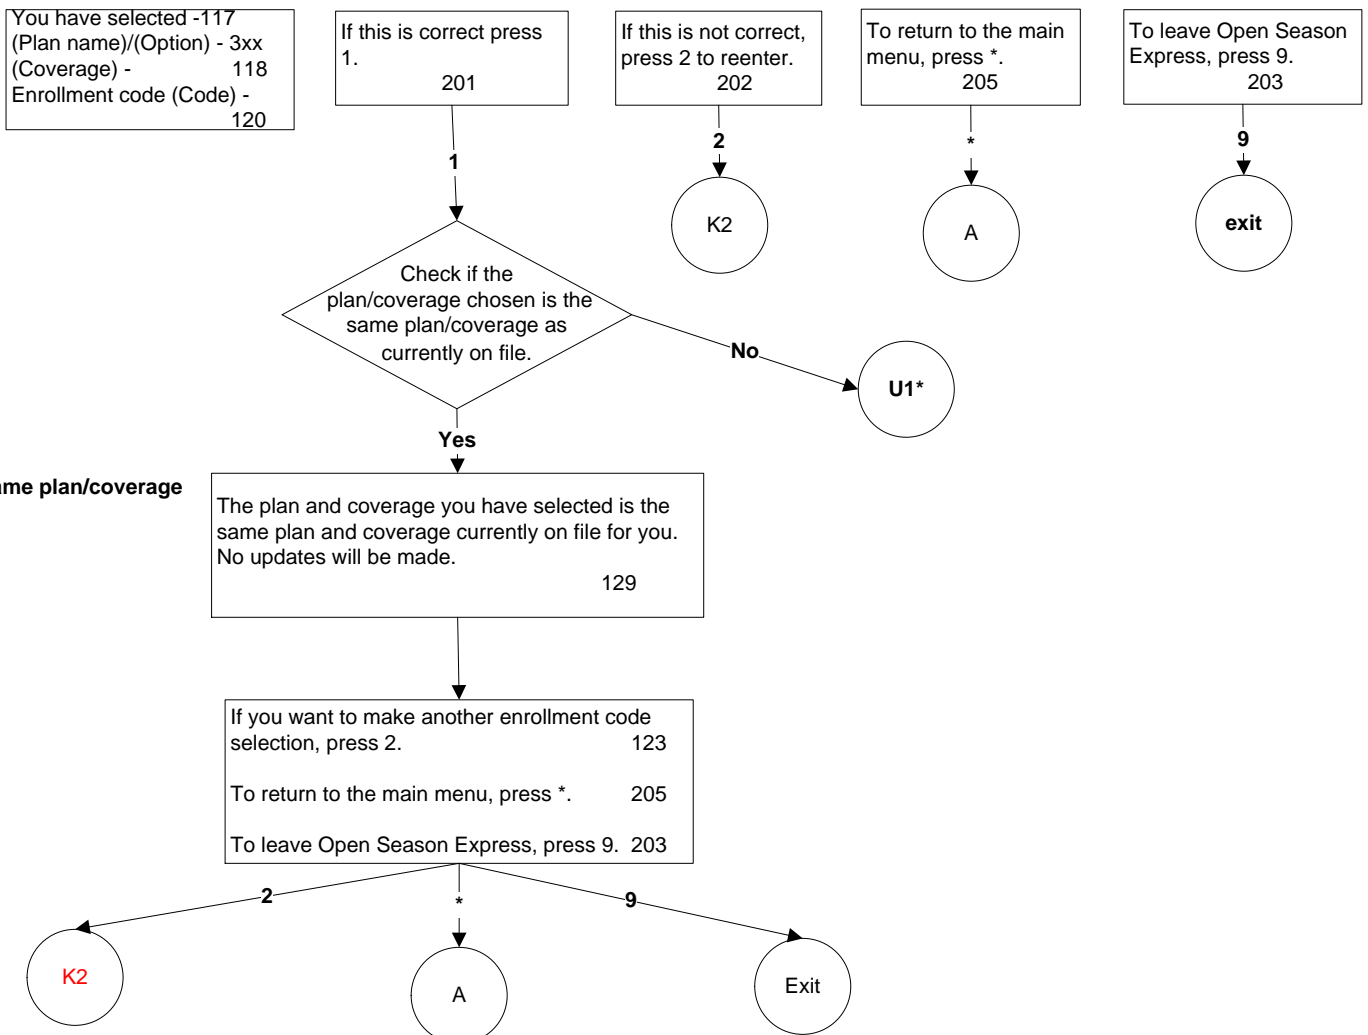 You have selected -117
(Plan name)/(Option) - 3xx
(Coverage) - 118
Enrollment code (Code) -
120
If this is correct press
1.
201
If this is not correct,
press 2 to reenter.
202
To return to the main
menu, press *.
205
To leave Open Season
Express, press 9.
203
1
2
*
9
K2
A
exit
Check if the
plan/coverage chosen is the
same plan/coverage as
currently on file.
No
U1*
Yes
ame plan/coverage
The plan and coverage you have selected is the
same plan and coverage currently on file for you.
No updates will be made.
129
If you want to make another enrollment code
selection, press 2. 123
To return to the main menu, press *. 205
To leave Open Season Express, press 9. 203
2
*
9
K2
A
Exit